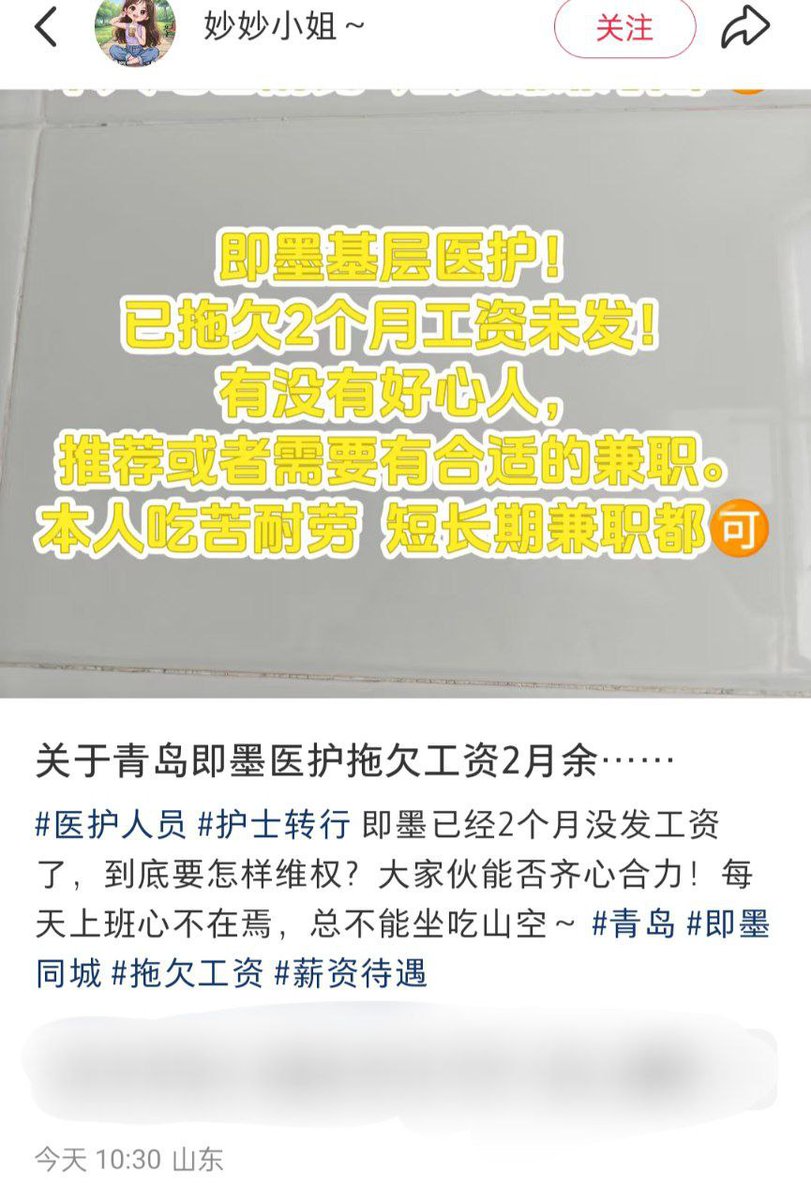 妙妙小姐~
关注
即墨基层医护！
已拖欠2个月工资未发！
有没有好心人，
推荐或者需要有合适的兼职。
本人吃苦耐劳 短长期兼职都🉑
关于青岛即墨医护拖欠工资2月余……
#医护人员 #护士转行 即墨已经2个月没发工资
了，到底要怎样维权？大家伙能否齐心合力！每
天上班心不在焉，总不能坐吃山空~ #青岛 #即墨
同城 #拖欠工资 #薪资待遇
今天 10:30 山东